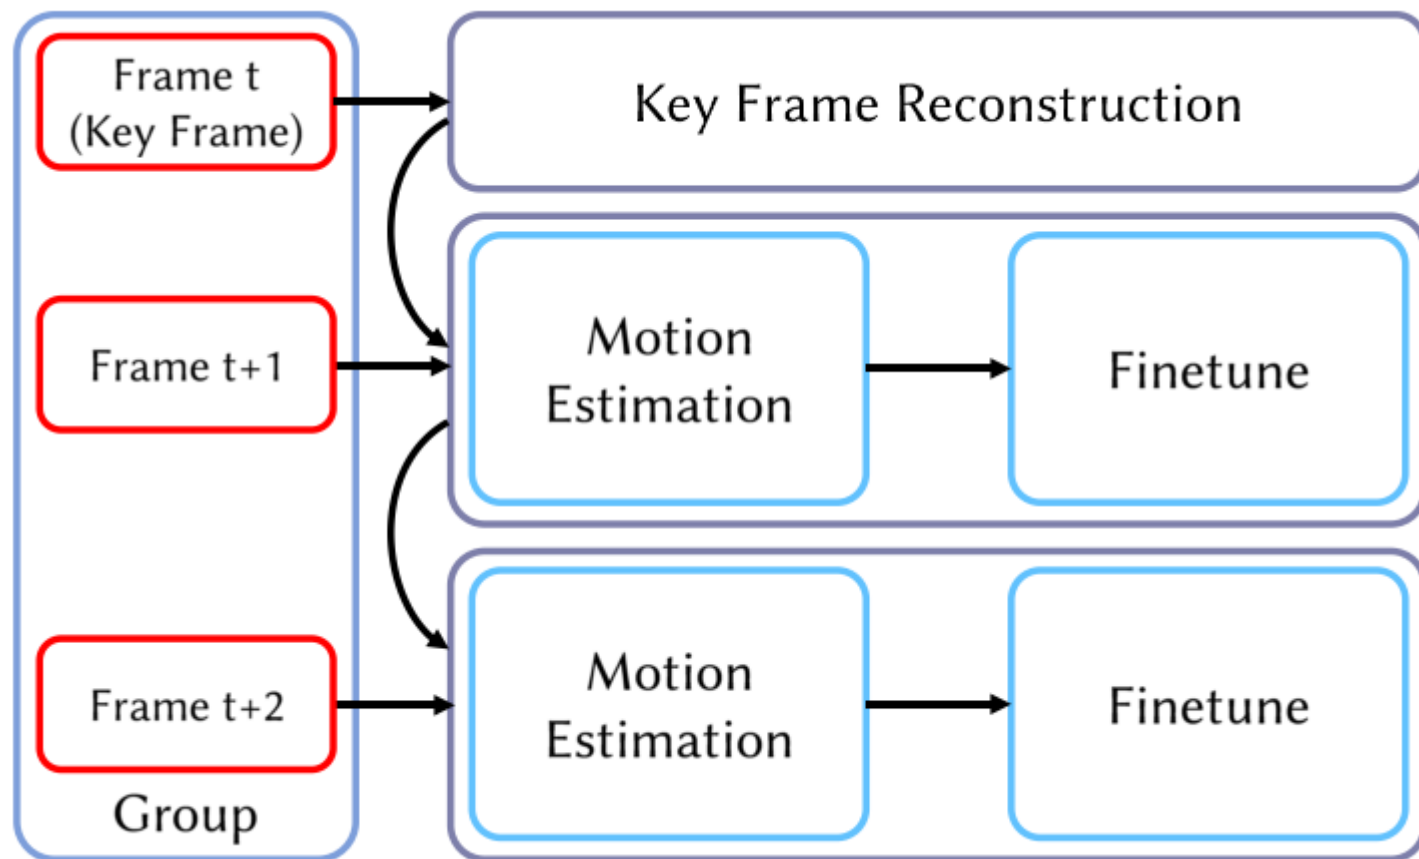 Frame t
(Key Frame)
Key Frame Reconstruction
Frame t+1
Motion
Estimation
Finetune
Frame t+2
Motion
Estimation
Finetune
Group